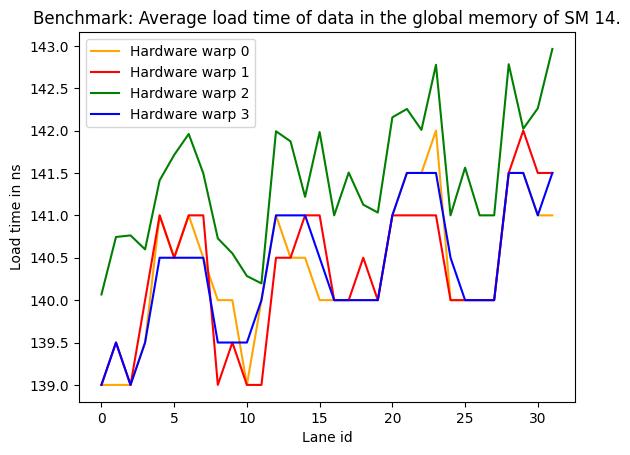 Benchmark: Average load time of data in the global memory of SM 14.
143.0
142.5
142.0
141.5
141.0
140.5
140.0
139.5
139.0
Load time in ns
Hardware warp 0
Hardware warp 1
Hardware warp 2
Hardware warp 3
0 5 10 15 20 25 30
Lane id